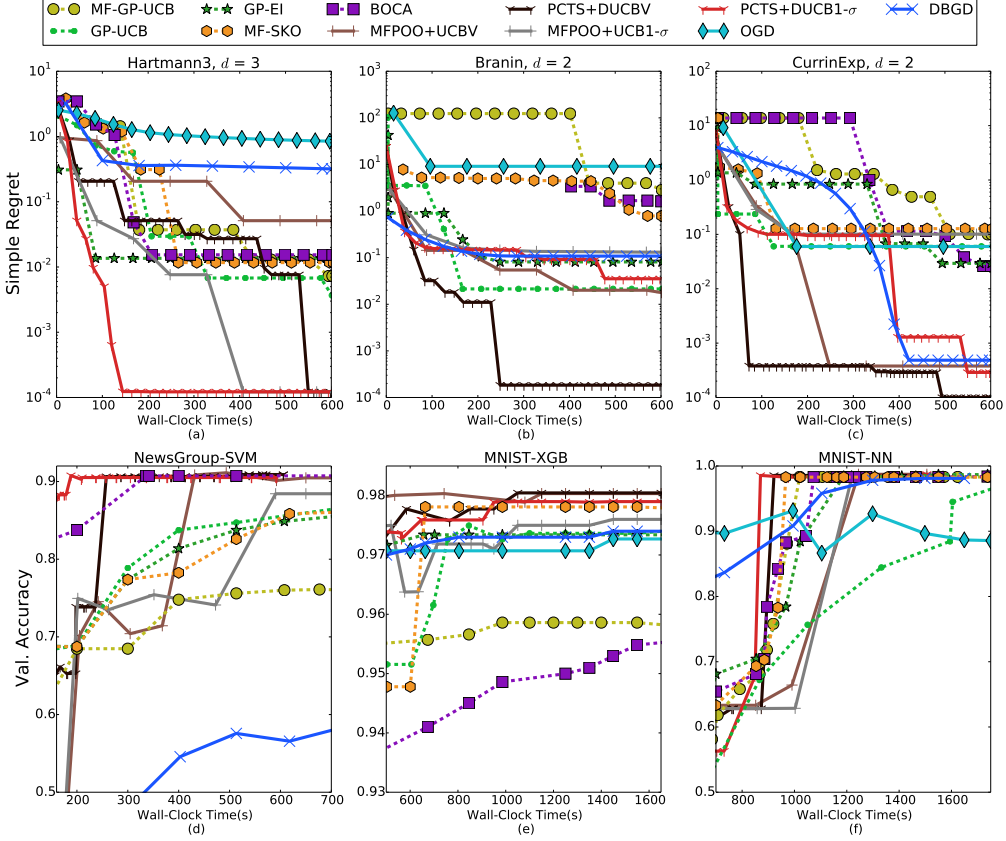 MF-GP-UCB GP-EI BOCA PCTS+DUCBV PCTS+DUCB1-σ DBGD
GP-UCB MF-SKO MFPOO+UCBV MFPOO+UCB1-σ OGD
Hartmann3, d = 3
Simple Regret
10^1
10^0
10^-1
10^-2
10^-3
10^-4
0 100 200 300 400 500 600
Wall-Clock Time(s)
(a)
Branin, d = 2
10^3
10^2
10^1
10^0
10^-1
10^-2
10^-3
10^-4
0 100 200 300 400 500 600
Wall-Clock Time(s)
(b)
CurrinExp, d = 2
10^2
10^1
10^0
10^-1
10^-2
10^-3
10^-4
0 100 200 300 400 500 600
Wall-Clock Time(s)
(c)
NewsGroup-SVM
Val. Accuracy
0.9
0.8
0.7
0.6
0.5
200 300 400 500 600 700
Wall-Clock Time(s)
(d)
MNIST-XGB
0.98
0.97
0.96
0.95
0.94
0.93
600 800 1000 1200 1400 1600
Wall-Clock Time(s)
(e)
MNIST-NN
1.0
0.9
0.8
0.7
0.6
0.5
800 1000 1200 1400 1600
Wall-Clock Time(s)
(f)